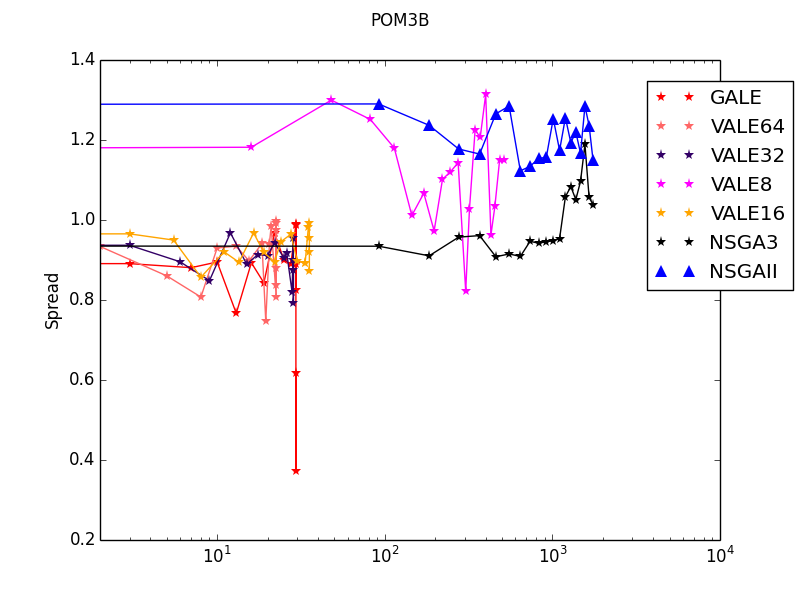 POM3B
1.4
1.2
1.0
0.8
0.6
0.4
0.2
Spread
10^1
10^2
10^3
10^4
GALE
VALE64
VALE32
VALE8
VALE16
NSGA3
NSGAII